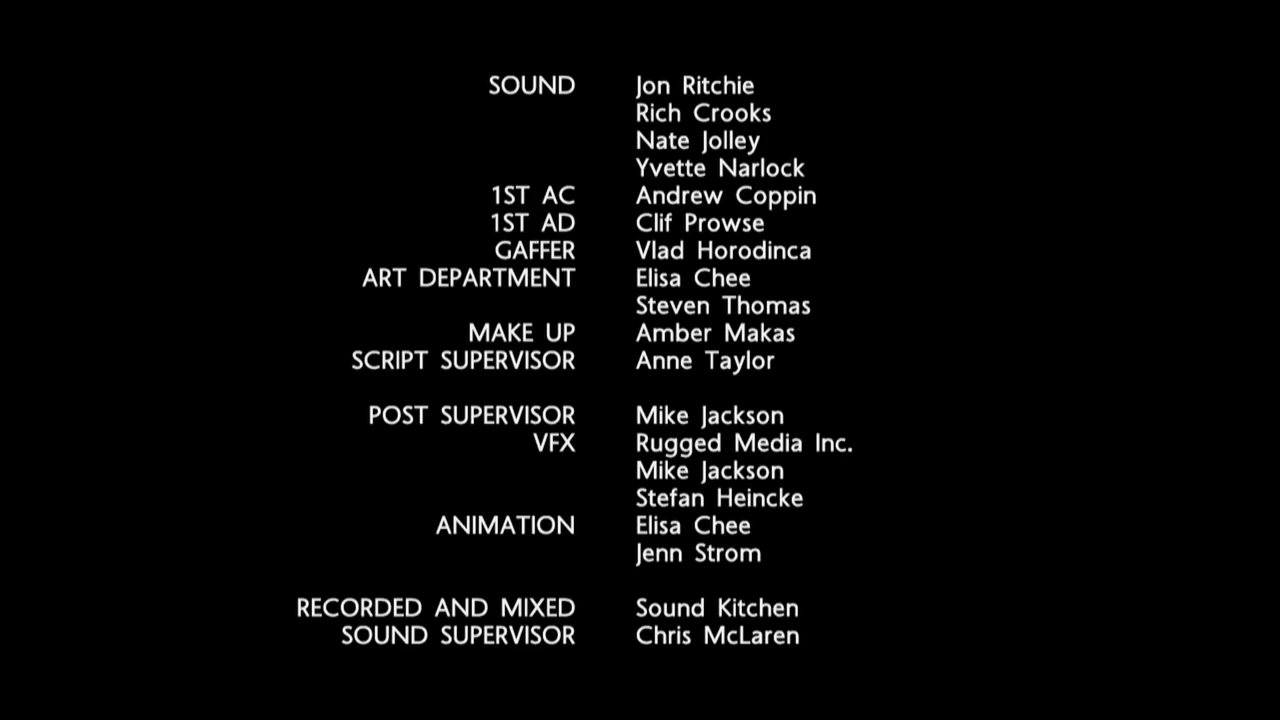 SOUND Jon Ritchie
Rich Crooks
Nate Jolley
Yvette Narlock
1ST AC Andrew Coppin
1ST AD Clif Prowse
GAFFER Vlad Horodinca
ART DEPARTMENT Elisa Chee
Steven Thomas
MAKE UP Amber Makas
SCRIPT SUPERVISOR Anne Taylor
POST SUPERVISOR Mike Jackson
VFX Rugged Media Inc.
Mike Jackson
Stefan Heincke
ANIMATION Elisa Chee
Jenn Strom
RECORDED AND MIXED Sound Kitchen
SOUND SUPERVISOR Chris McLaren